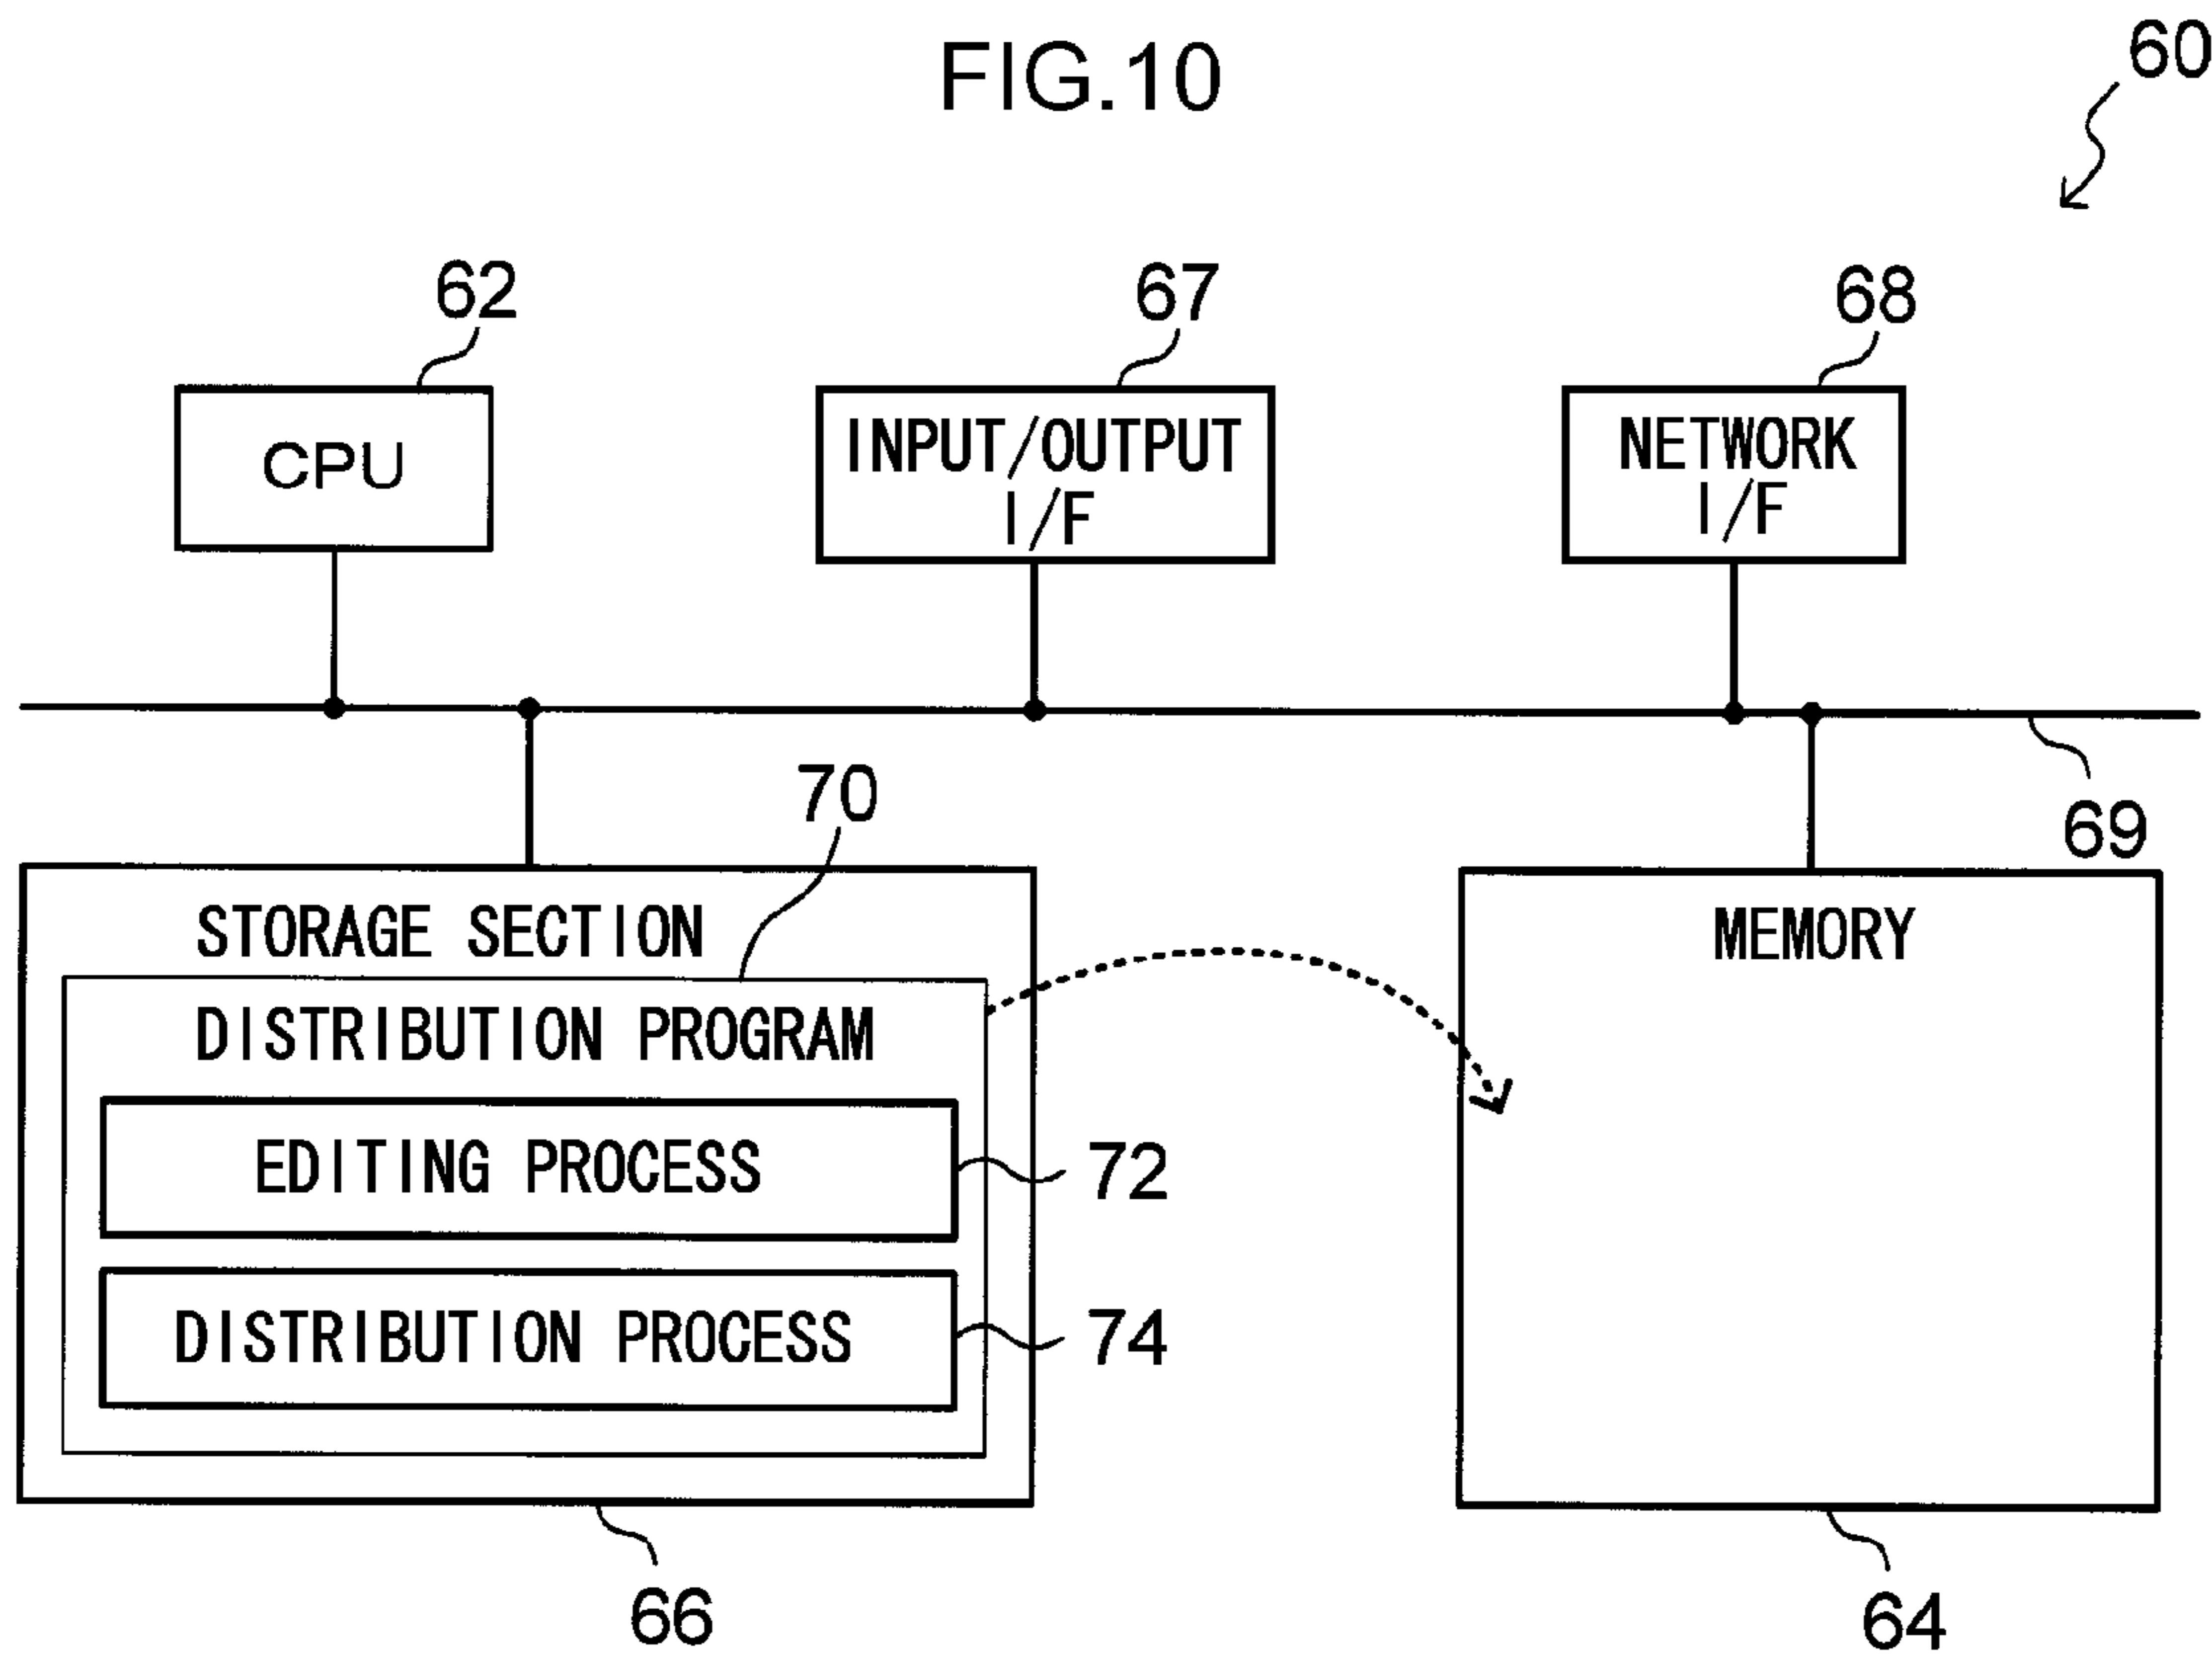 FIG.10
60
62
67
68
CPU
INPUT/OUTPUT
I/F
NETWORK
I/F
70
69
STORAGE SECTION
MEMORY
DISTRIBUTION PROGRAM
EDITING PROCESS
72
DISTRIBUTION PROCESS
74
66
64